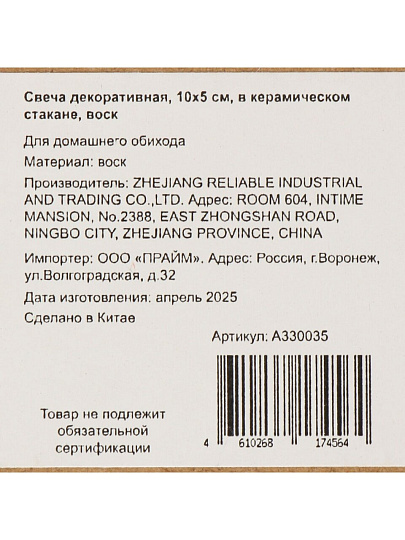 Свеча декоративная, 10x5 см, в керамическом
стакане, воск
Для домашнего обихода
Материал: воск
Производитель: ZHEJIANG RELIABLE INDUSTRIAL
AND TRADING CO.,LTD. Адрес: ROOM 604, INTIME
MANSION, No.2388, EAST ZHONGSHAN ROAD,
NINGBO CITY, ZHEJIANG PROVINCE, CHINA
Импортер: ООО «ПРАЙМ». Адрес: Россия, г.Воронеж,
ул.Волгоградская, д.32
Дата изготовления: апрель 2025
Сделано в Китае
Артикул: A330035
Товар не подлежит
обязательной
сертификации
4 610268 174564